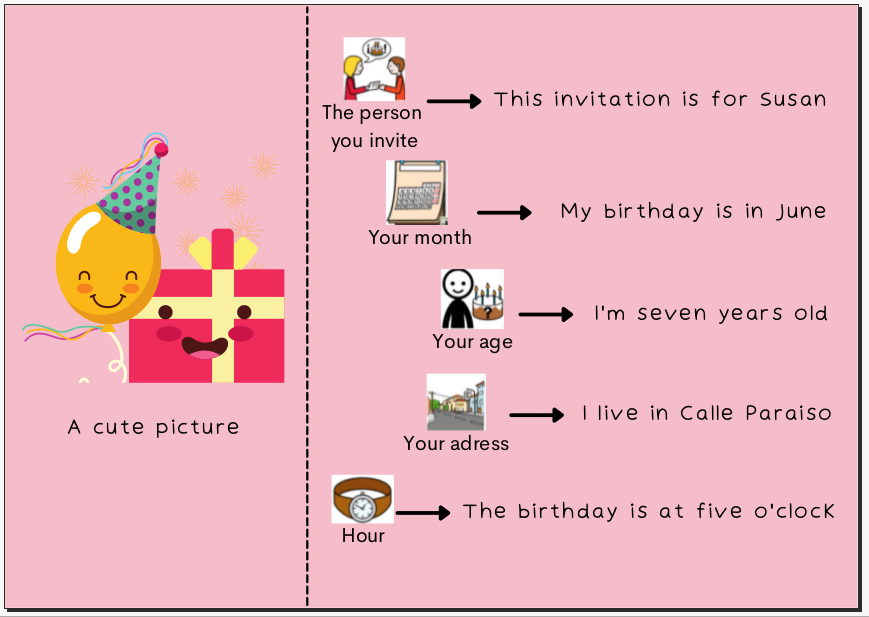 A cute picture
The person
you invite
This invitation is for Susan
Your month
My birthday is in June
Your age
I'm seven years old
Your adress
I live in Calle Paraiso
Hour
The birthday is at five o'clock